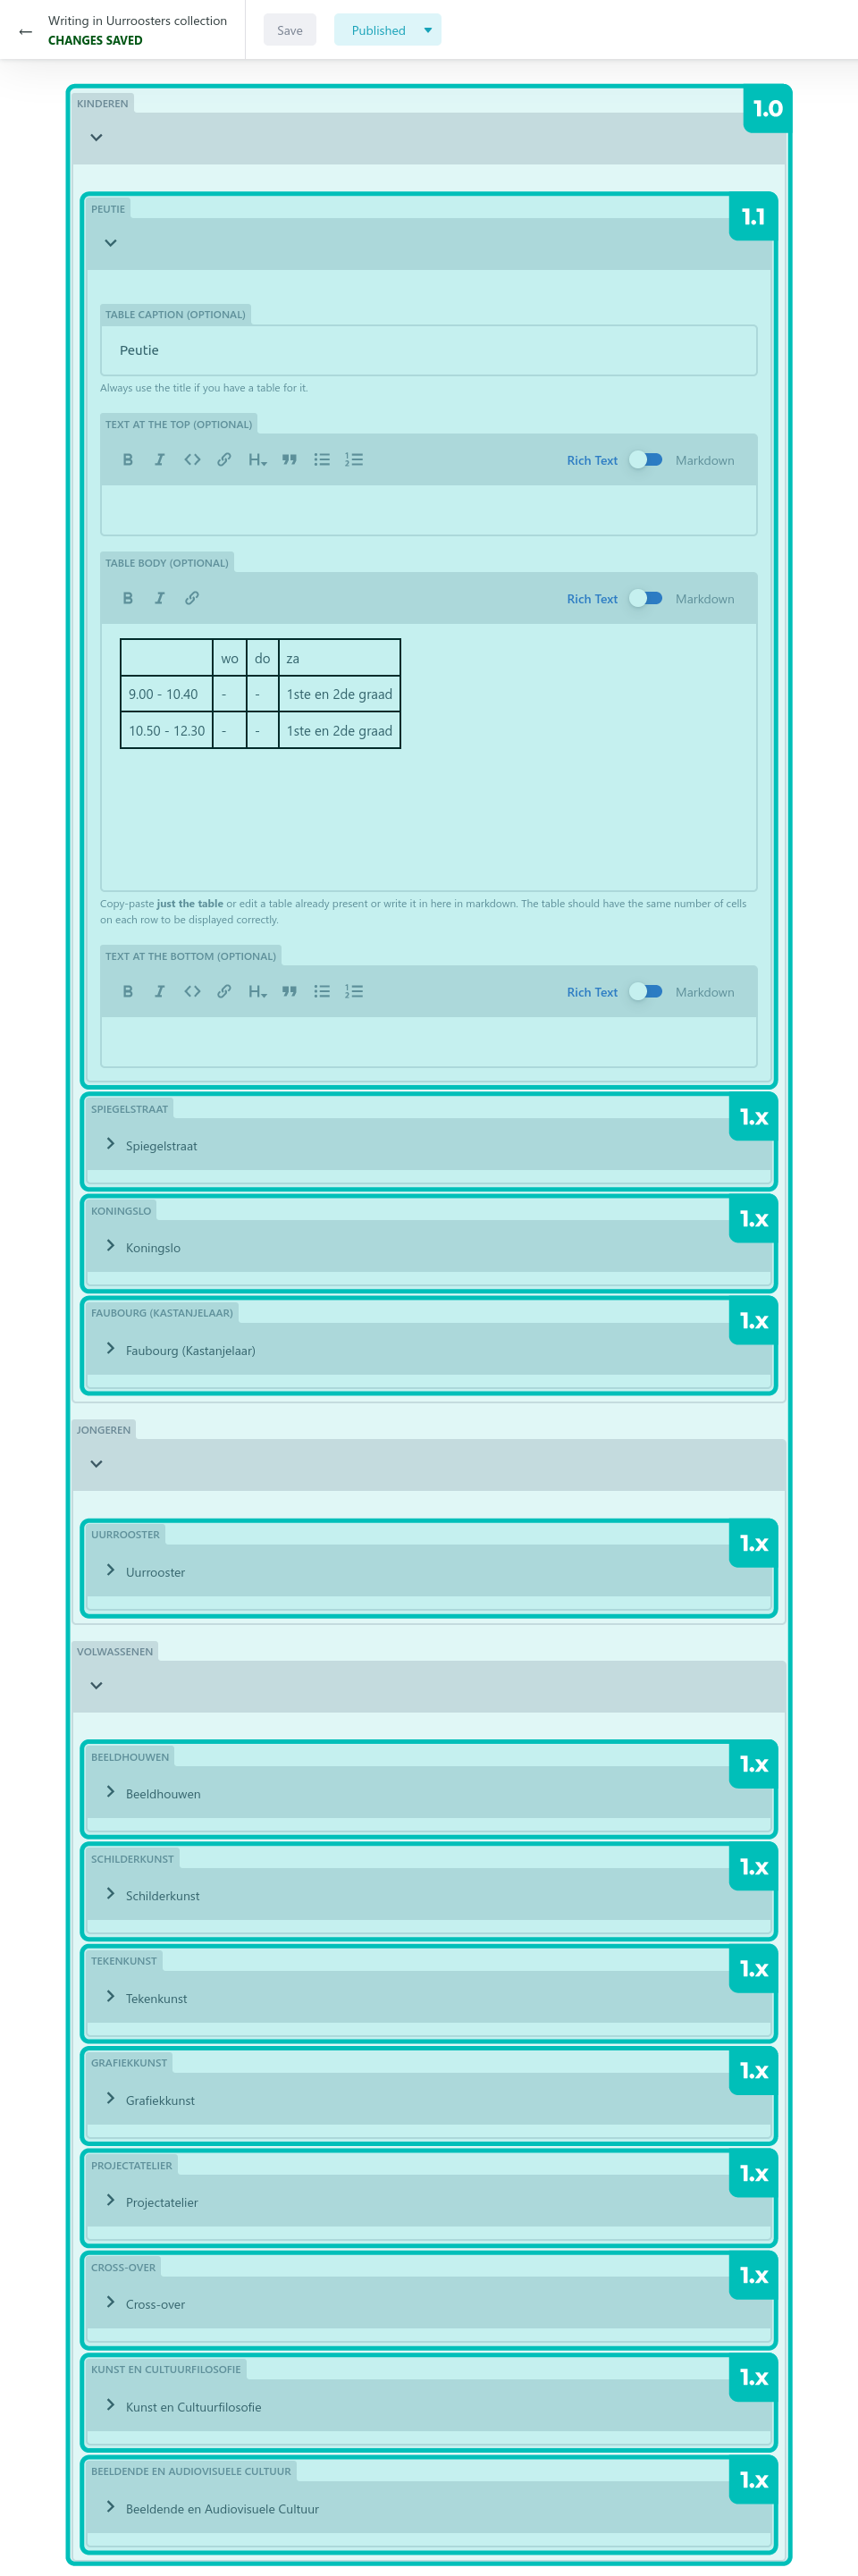 Writing in Uurroosters collection
CHANGES SAVED
Save
Published
KINDEREN
1.0
PEUTIE
1.1
TABLE CAPTION (OPTIONAL)
Peutie
Always use the title if you have a table for it.
TEXT AT THE TOP (OPTIONAL)
Rich Text Markdown
TABLE BODY (OPTIONAL)
Rich Text Markdown
wo do za
9.00 - 10.40 - - 1ste en 2de graad
10.50 - 12.30 - - 1ste en 2de graad
Copy-paste just the table or edit a table already present or write it in here in markdown. The table should have the same number of cells
on each row to be displayed correctly.
TEXT AT THE BOTTOM (OPTIONAL)
Rich Text Markdown
SPIEGELSTRAAT
1.x
Spiegelstraat
KONINGSLO
1.x
Koningslo
FAUBOURG (KASTANJELAAR)
1.x
Faubourg (Kastanjelaar)
JONGEREN
UURROOSTER
1.x
Uurrooster
VOLWASSENEN
BEELDHOUWEN
1.x
Beeldhouwen
SCHILDERKUNST
1.x
Schilderkunst
TEKENKUNST
1.x
Tekenkunst
GRAFIEKKUNST
1.x
Grafiekkunst
PROJECTATELIER
1.x
Projectatelier
CROSS-OVER
1.x
Cross-over
KUNST EN CULTUURFILOSOFIE
1.x
Kunst en Cultuurfilosofie
BEELDENDE EN AUDIOVISUELE CULTUUR
1.x
Beeldende en Audiovisuele Cultuur